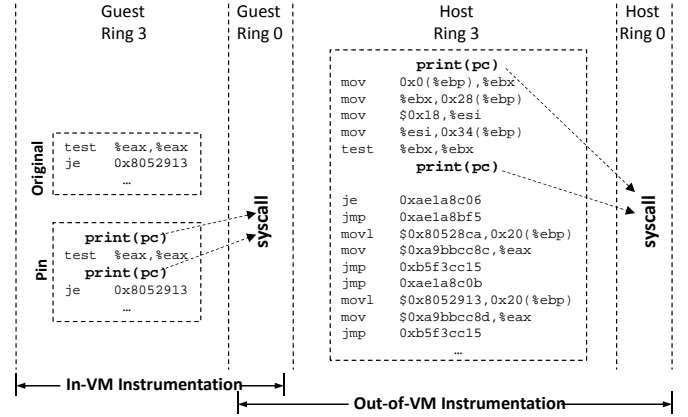 Guest
Ring 3
Guest
Ring 0
Host
Ring 3
Host
Ring 0
Original
test %eax,%eax
je 0x8052913
…
Pin
print(pc)
test %eax,%eax
print(pc)
je 0x8052913
…
syscall
print(pc)
mov 0x0(%ebp),%ebx
mov %ebx,0x28(%ebp)
mov $0x18,%esi
mov %esi,0x34(%ebp)
test %ebx,%ebx
print(pc)
je 0xae1a8c06
jmp 0xae1a8bf5
movl $0x80528ca,0x20(%ebp)
mov $0xa9bbcc8c,%eax
jmp 0xb5f3cc15
jmp 0xae1a8c0b
movl $0x8052913,0x20(%ebp)
mov $0xa9bbcc8d,%eax
jmp 0xb5f3cc15
…
syscall
In-VM Instrumentation
Out-of-VM Instrumentation